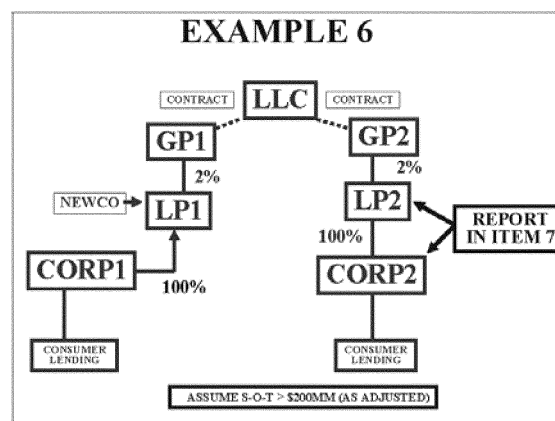 EXAMPLE 6
CONTRACT
LLC
CONTRACT
GP1
GP2
2%
2%
NEWCO
LP1
LP2
REPORT
IN ITEM 7
100%
CORP1
CORP2
100%
CONSUMER
LENDING
CONSUMER
LENDING
ASSUME S-O-T > $200MM (AS ADJUSTED)